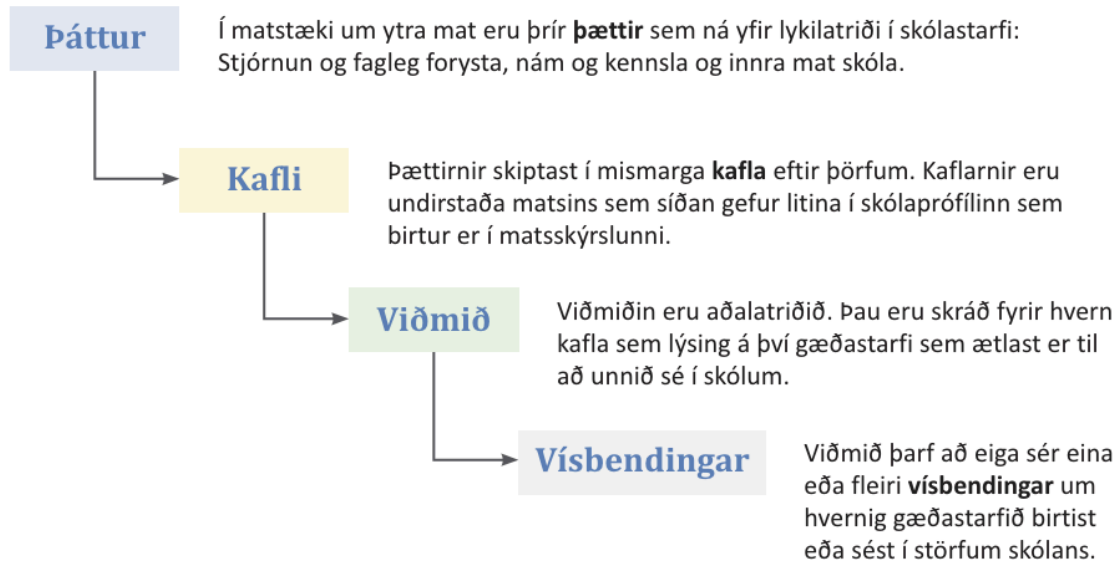 Þáttur
Í matstæki um ytra mat eru þrír þættir sem ná yfir lykilatriði í skólastarfi:
Stjórnun og fagleg forysta, nám og kennsla og innra mat skóla.
Kafli
Þættirnir skiptast í mismarga kafla eftir þörfum. Kaflarnir eru
undirstaða matsins sem síðan gefur litina í skólaprófílinn sem
birtur er í matsskýrslunni.
Viðmið
Viðmiðin eru aðalatriðið. Þau eru skráð fyrir hvern
kafla sem lýsing á því gæðastarfi sem ætlast er til
að unnið sé í skólum.
Vísbendingar
Viðmið þarf að eiga sér eina
eða fleiri vísbendingar um
hvernig gæðastarfið birtist
eða sést í störfum skólans.